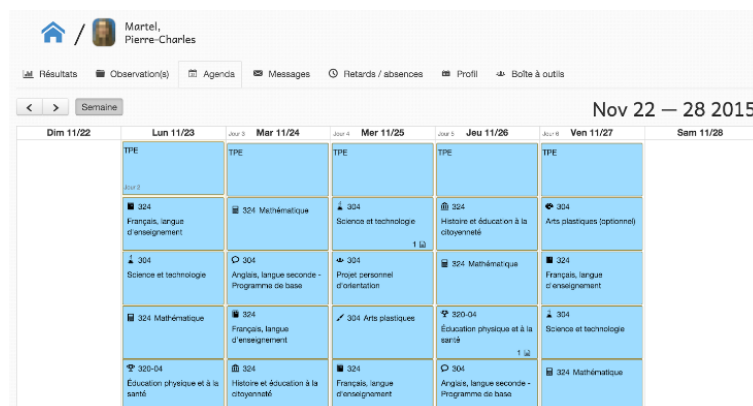 / Martel,
Pierre-Charles
Résultats Observation(s) Agenda Messages Retards / absences Profil Boîte à outils
< > Semaine Nov 22 — 28 2015
Dim 11/22 Lun 11/23 Jour 3 Mar 11/24 Jour 4 Mer 11/25 Jour 5 Jeu 11/26 Jour 6 Ven 11/27 Sam 11/28
TPE TPE TPE TPE TPE
Jour 2
324 324 Mathématique 304 324 304
Français, langue Science et technologie Histoire et éducation à la Arts plastiques (optionnel)
d'enseignement citoyenneté
1
304 304 304 324 Mathématique 324
Science et technologie Anglais, langue seconde - Projet personnel Français, langue
Programme de base d'orientation d'enseignement
324 Mathématique 324 304 Arts plastiques 320-04 304
Français, langue Éducation physique et à la Science et technologie
d'enseignement santé
1
320-04 324 324 304 324 Mathématique
Éducation physique et à la Histoire et éducation à la Français, langue Anglais, langue seconde -
santé citoyenneté d'enseignement Programme de base